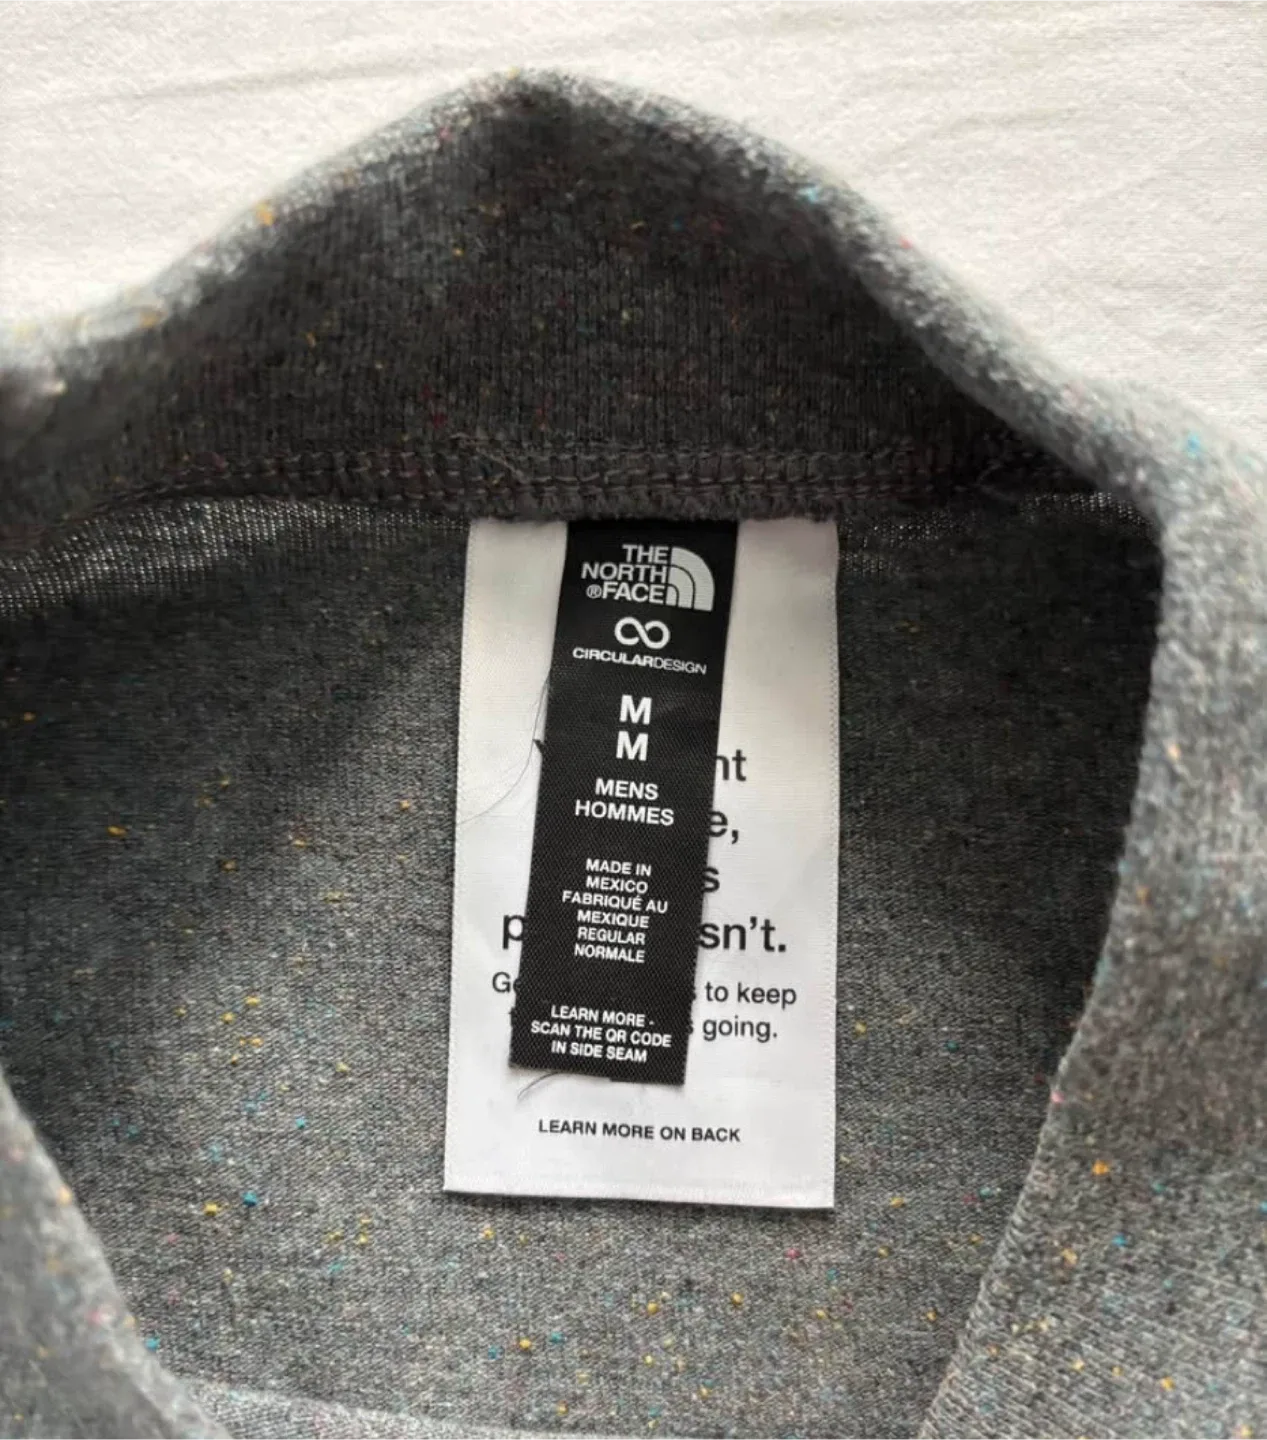 THE
NORTH
®FACE
CIRCULARDESIGN
M
M
MENS
HOMMES
MADE IN
MEXICO
FABRIQUÉ AU
MEXIQUE
REGULAR
NORMALE
LEARN MORE -
SCAN THE QR CODE
IN SIDE SEAM
sn't.
to keep
going.
LEARN MORE ON BACK